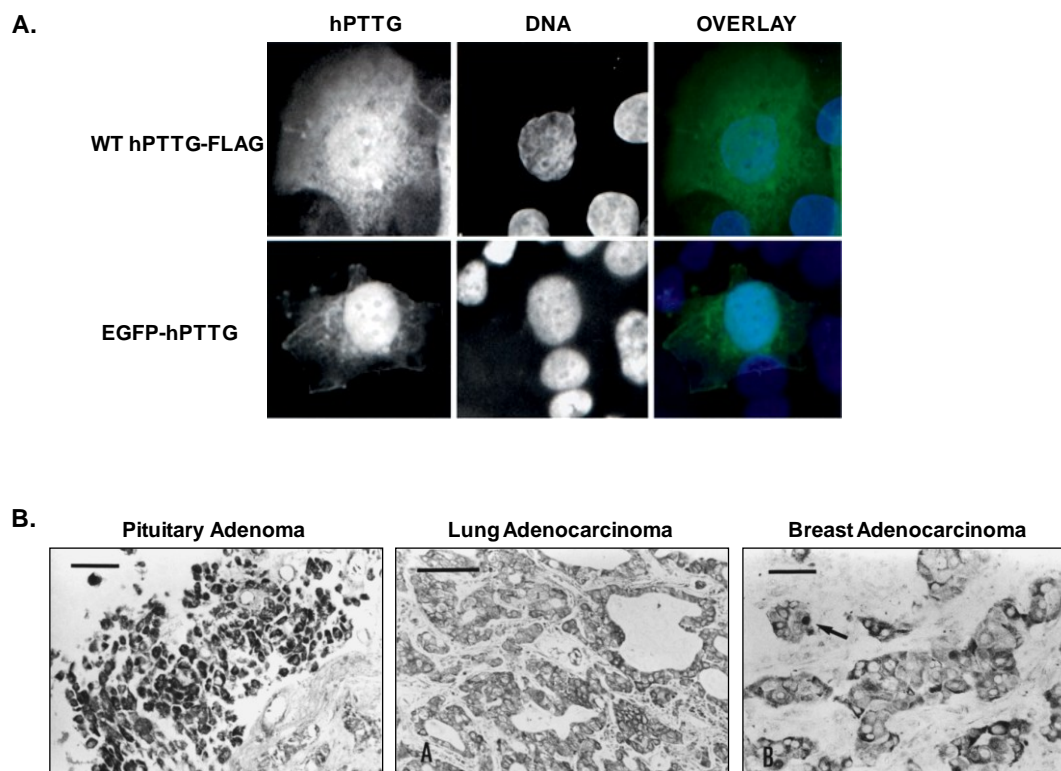 A.
hPTTG DNA OVERLAY
WT hPTTG-FLAG
EGFP-hPTTG
B.
Pituitary Adenoma Lung Adenocarcinoma Breast Adenocarcinoma
A B